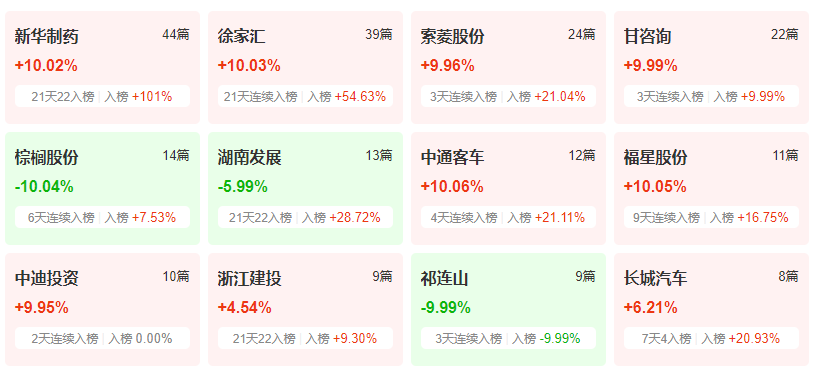 新华制药 44篇
+10.02%
21天22入榜 | 入榜 +101%
徐家汇 39篇
+10.03%
21天连续入榜 | 入榜 +54.63%
索菱股份 24篇
+9.96%
3天连续入榜 | 入榜 +21.04%
甘咨询 22篇
+9.99%
3天连续入榜 | 入榜 +9.99%
棕榈股份 14篇
-10.04%
6天连续入榜 | 入榜 +7.53%
湖南发展 13篇
-5.99%
21天22入榜 | 入榜 +28.72%
中通客车 12篇
+10.06%
4天连续入榜 | 入榜 +21.11%
福星股份 11篇
+10.05%
9天连续入榜 | 入榜 +16.75%
中迪投资 10篇
+9.95%
2天连续入榜 | 入榜 0.00%
浙江建投 9篇
+4.54%
21天22入榜 | 入榜 +9.30%
祁连山 9篇
-9.99%
3天连续入榜 | 入榜 -9.99%
长城汽车 8篇
+6.21%
7天4入榜 | 入榜 +20.93%